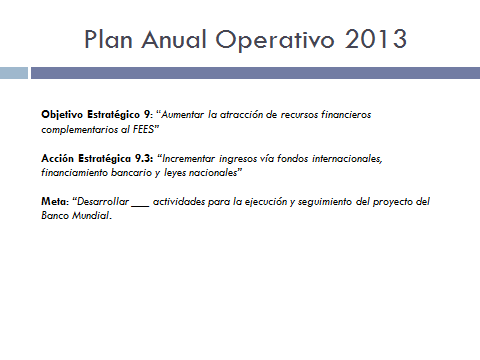 Plan Anual Operativo 2013
Objetivo Estratégico 9: “Aumentar la atracción de recursos financieros
complementarios al FEES”
Acción Estratégica 9.3: “Incrementar ingresos vía fondos internacionales,
financiamiento bancario y leyes nacionales”
Meta: “Desarrollar ___ actividades para la ejecución y seguimiento del proyecto del
Banco Mundial.